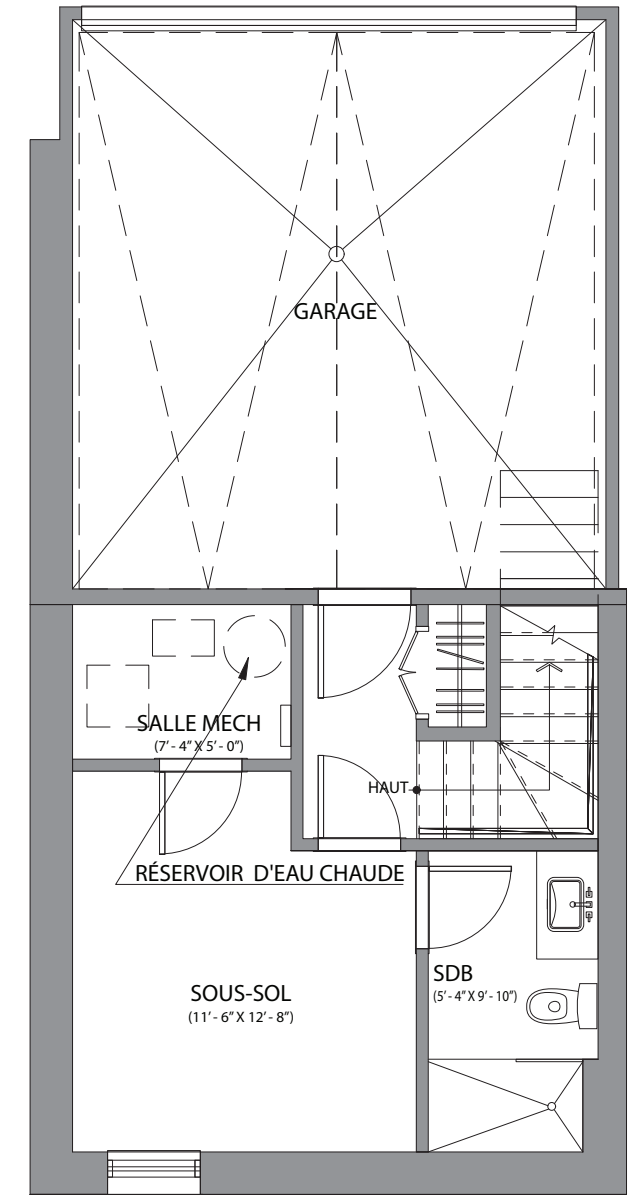 GARAGE
SALLE MECH
(7' - 4" X 5' - 0")
HAUT
RÉSERVOIR D'EAU CHAUDE
SDB
(5' - 4" X 9' - 10")
SOUS-SOL
(11' - 6" X 12' - 8")